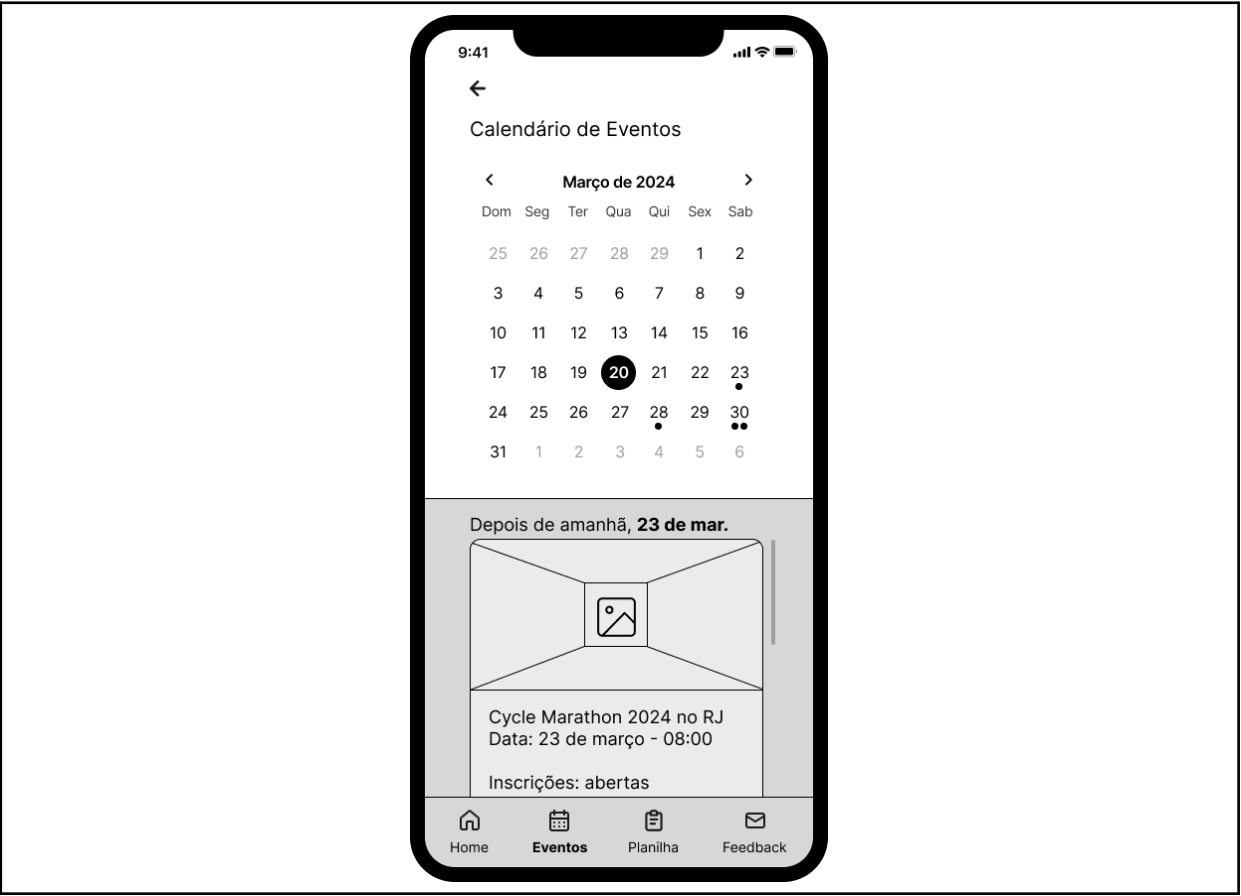 9:41
Calendário de Eventos
Março de 2024
Dom Seg Ter Qua Qui Sex Sab
25 26 27 28 29 1 2
3 4 5 6 7 8 9
10 11 12 13 14 15 16
17 18 19 20 21 22 23
24 25 26 27 28 29 30
31 1 2 3 4 5 6
Depois de amanhã, 23 de mar.
Cycle Marathon 2024 no RJ
Data: 23 de março - 08:00
Inscrições: abertas
Home Eventos Planilha Feedback